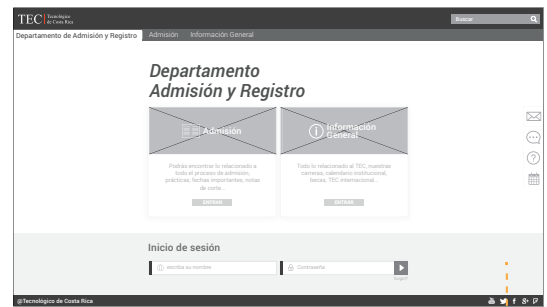 TEC Tecnológico
de Costa Rica
Buscar
Departamento de Admisión y Registro
Admisión
Información General
Departamento
Admisión y Registro
Admisión
Información
General
Podrás encontrar lo relacionado a
todo el proceso de admisión,
prácticas, fechas importantes, notas
de corte...
ENTRAR
Todo lo relacionado al TEC, nuestras
carreras, calendario institucional,
becas, TEC internacional...
ENTRAR
Inicio de sesión
escriba su nombre
Contraseña
@Tecnológico de Costa Rica